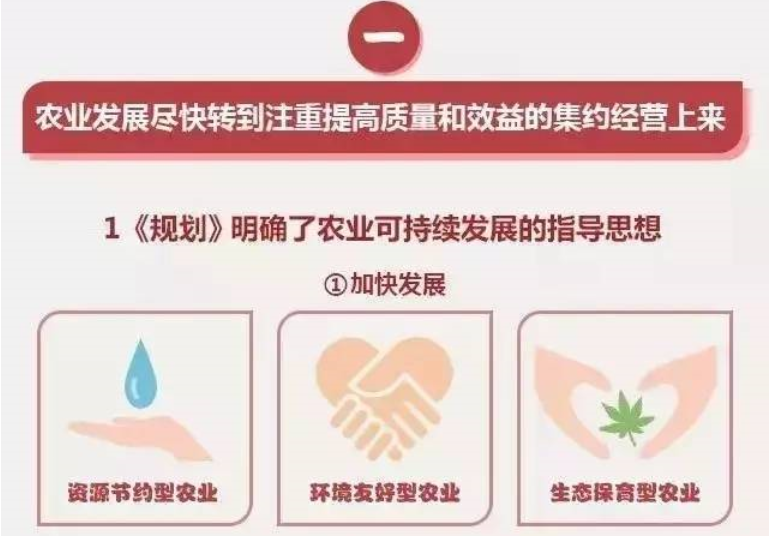 一
农业发展尽快转到注重提高质量和效益的集约经营上来
1《规划》明确了农业可持续发展的指导思想
①加快发展
资源节约型农业
环境友好型农业
生态保育型农业